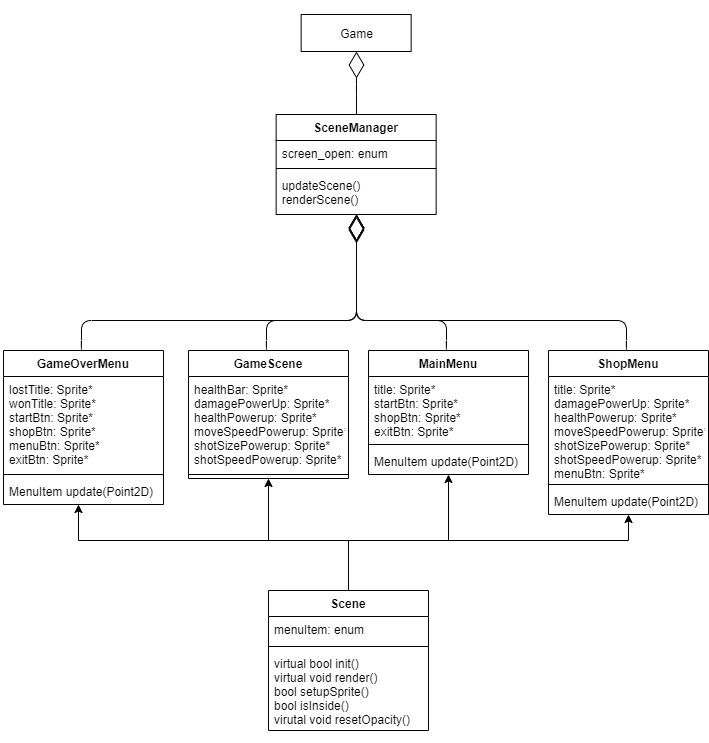 Game
SceneManager
screen_open: enum
updateScene()
renderScene()
GameOverMenu
lostTitle: Sprite*
wonTitle: Sprite*
startBtn: Sprite*
shopBtn: Sprite*
menuBtn: Sprite*
exitBtn: Sprite*
MenuItem update(Point2D)
GameScene
healthBar: Sprite*
damagePowerUp: Sprite*
healthPowerup: Sprite*
moveSpeedPowerup: Sprite
shotSizePowerup: Sprite*
shotSpeedPowerup: Sprite*
MainMenu
title: Sprite*
startBtn: Sprite*
shopBtn: Sprite*
exitBtn: Sprite*
MenuItem update(Point2D)
ShopMenu
title: Sprite*
damagePowerUp: Sprite*
healthPowerup: Sprite*
moveSpeedPowerup: Sprite
shotSizePowerup: Sprite*
shotSpeedPowerup: Sprite*
menuBtn: Sprite*
MenuItem update(Point2D)
Scene
menuItem: enum
virtual bool init()
virtual void render()
bool setupSprite()
bool isInside()
virutal void resetOpacity()